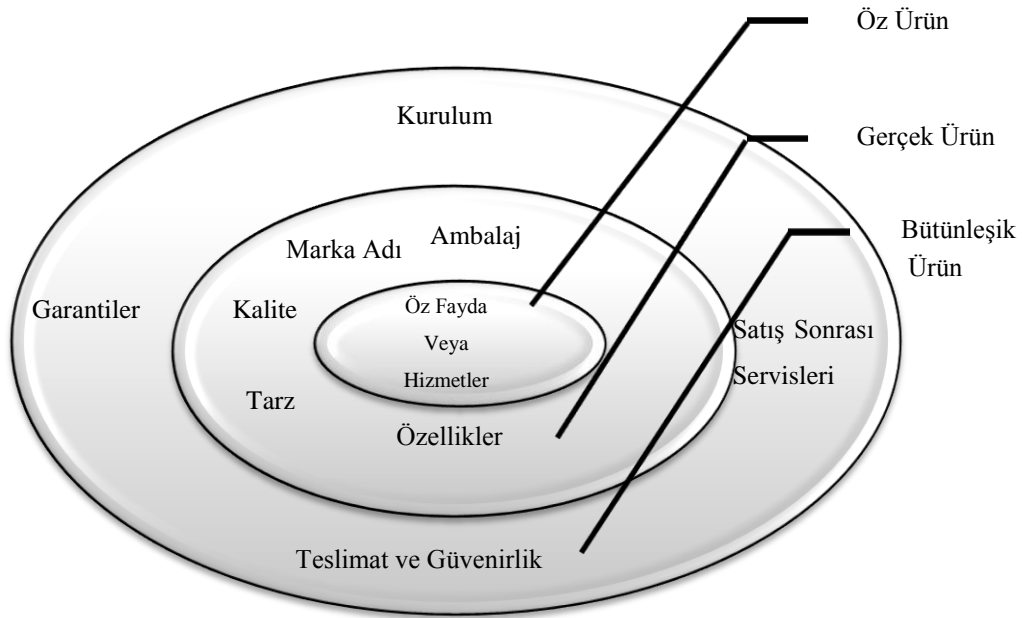 Öz Ürün
Kurulum
Gerçek Ürün
Ambalaj
Marka Adı
Bütünleşik
Ürün
Garantiler
Kalite
Öz Fayda
Veya
Hizmetler
Satış Sonrası
Servisleri
Tarz
Özellikler
Teslimat ve Güvenirlik